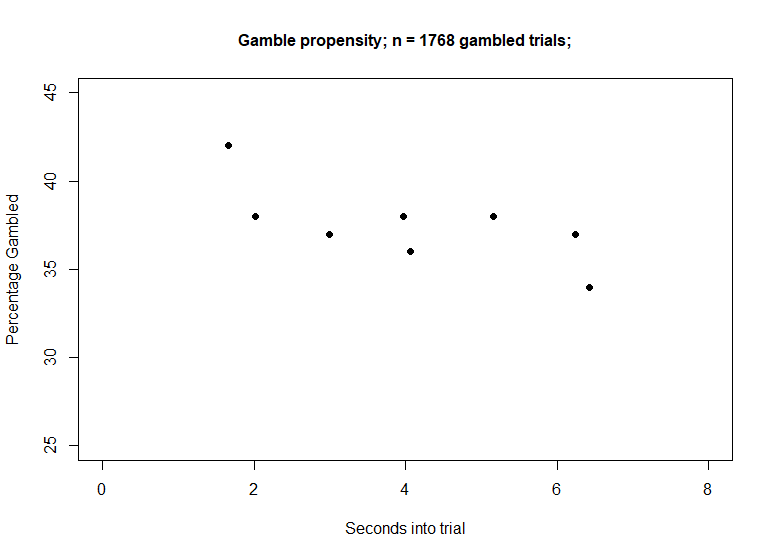 Gamble propensity; n = 1768 gambled trials;
45
40
35
30
25
Percentage Gambled
0 2 4 6 8
Seconds into trial